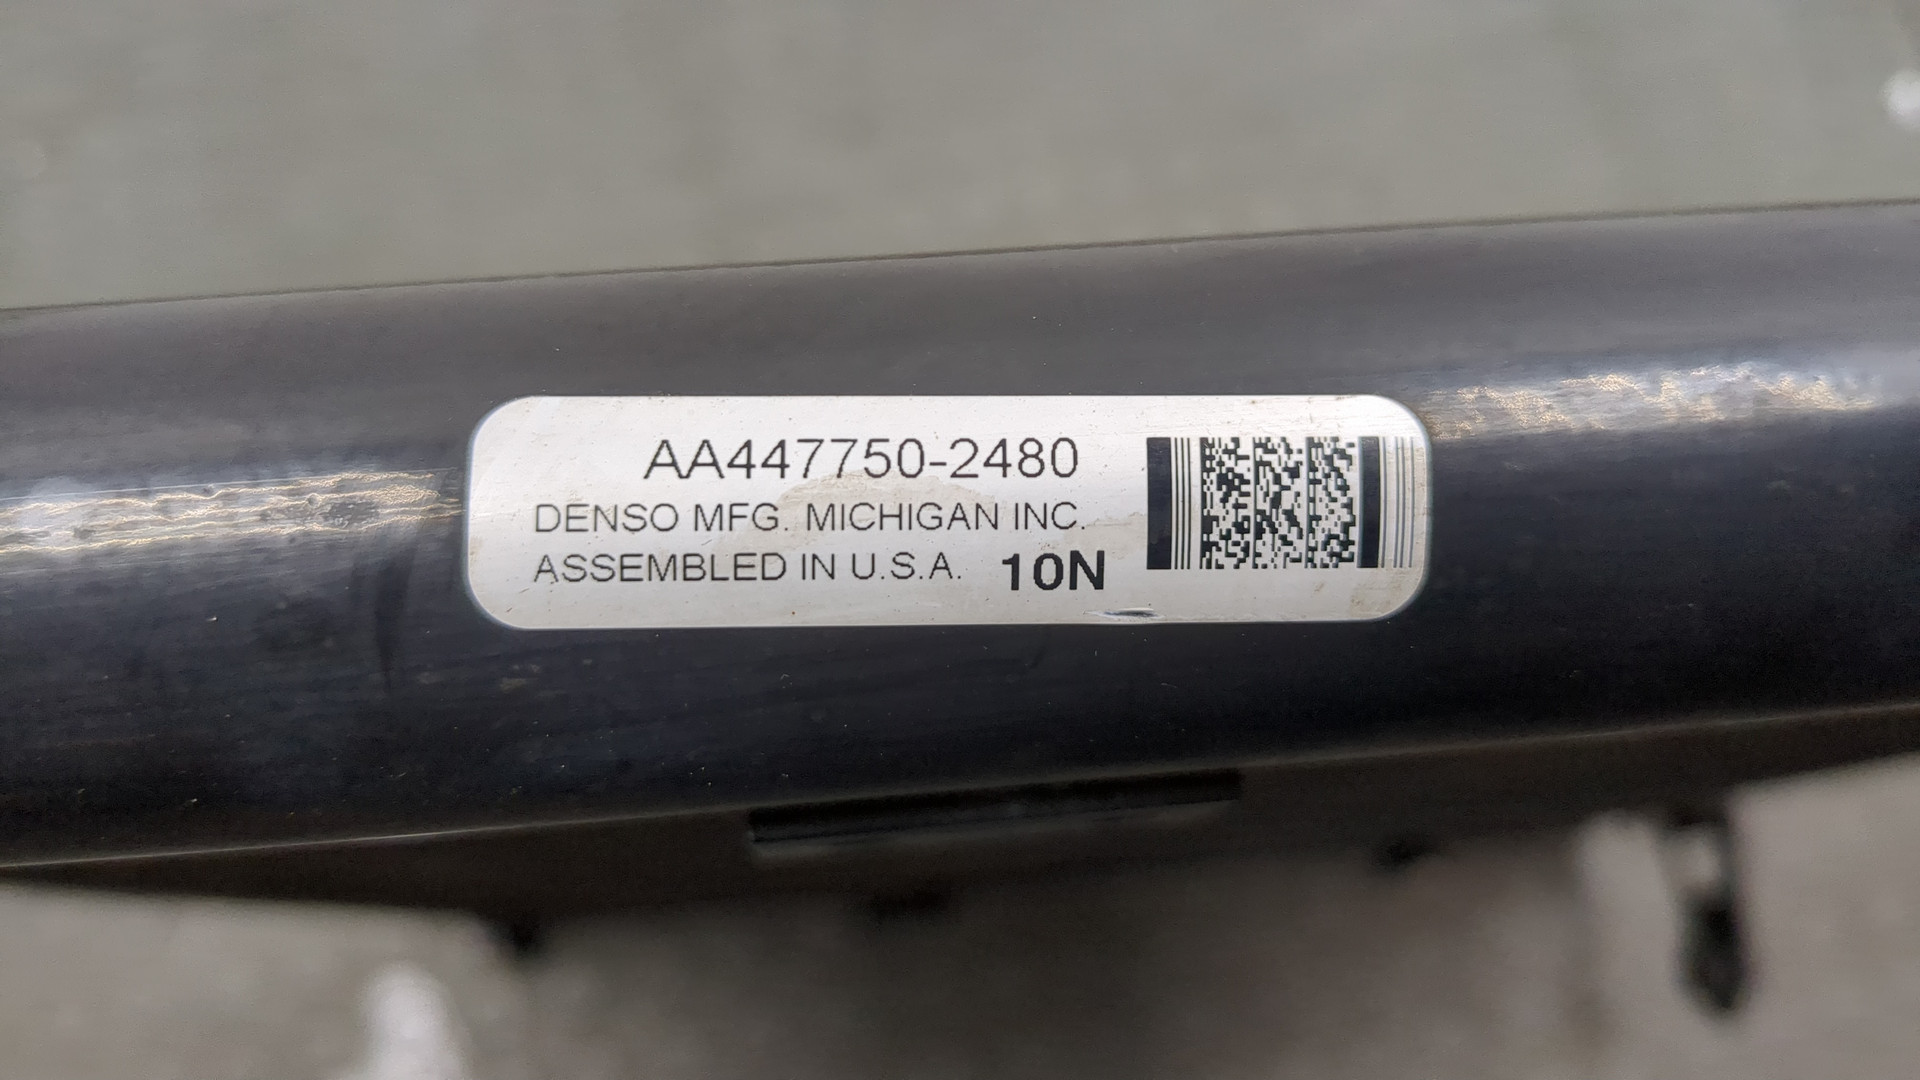 AA447750-2480
DENSO MFG. MICHIGAN INC.
ASSEMBLED IN U.S.A. 10N